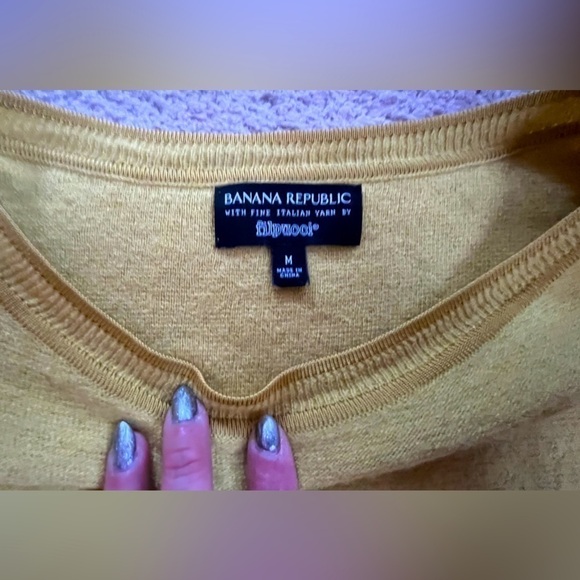 BANANA REPUBLIC
WITH FINE ITALIAN YARN BY
filpucci®
M
MADE IN
CHINA